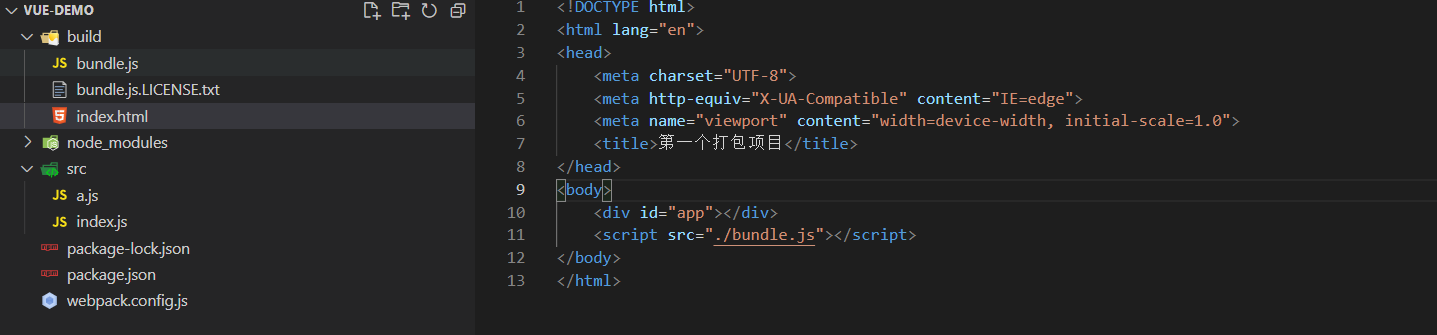 VUE-DEMO
build
JS bundle.js
bundle.js.LICENSE.txt
index.html
node_modules
src
JS a.js
JS index.js
package-lock.json
package.json
webpack.config.js
1 <!DOCTYPE html>
2 <html lang="en">
3 <head>
4 <meta charset="UTF-8">
5 <meta http-equiv="X-UA-Compatible" content="IE=edge">
6 <meta name="viewport" content="width=device-width, initial-scale=1.0">
7 <title>第一个打包项目</title>
8 </head>
9 <body>
10 <div id="app"></div>
11 <script src="./bundle.js"></script>
12 </body>
13 </html>